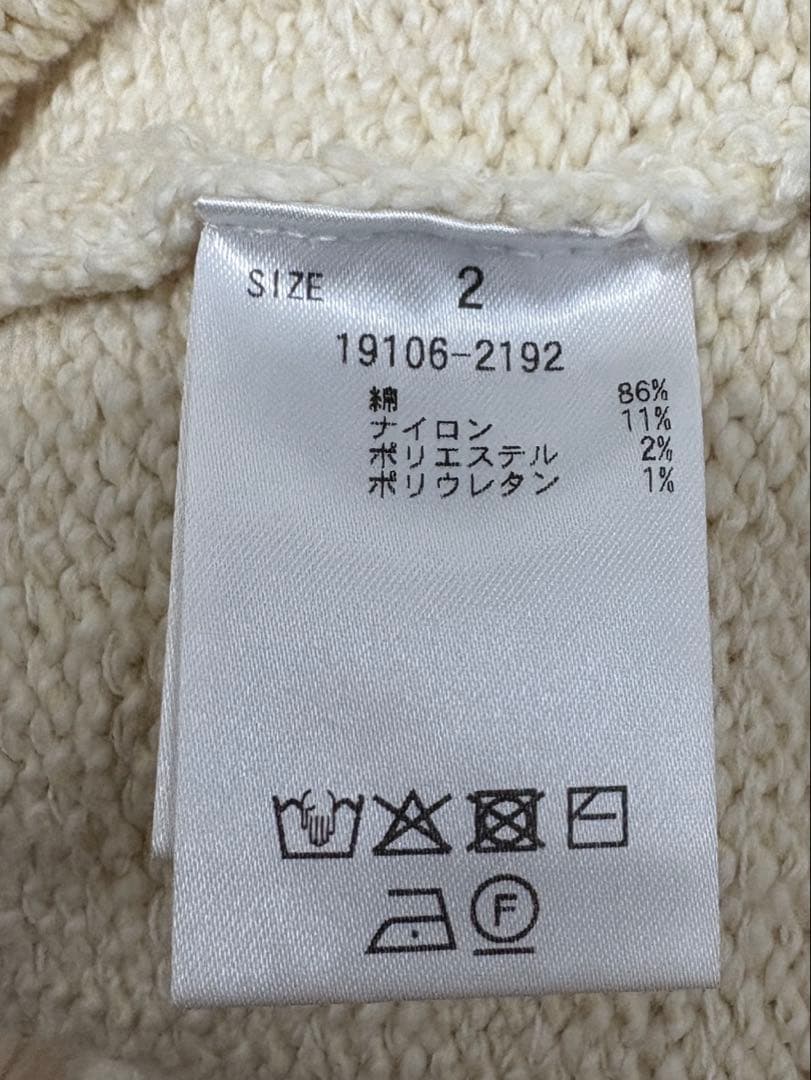 SIZE 2
19106-2192
綿 86%
ナイロン 11%
ポリエステル 2%
ポリウレタン 1%
F